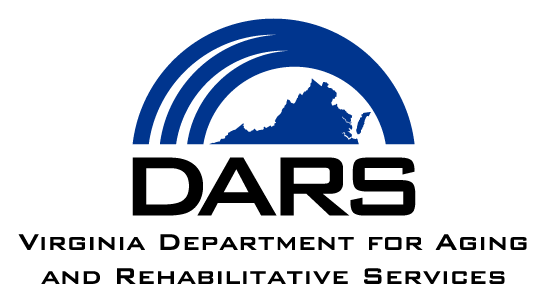 DARS
VIRGINIA DEPARTMENT FOR AGING
AND REHABILITATIVE SERVICES